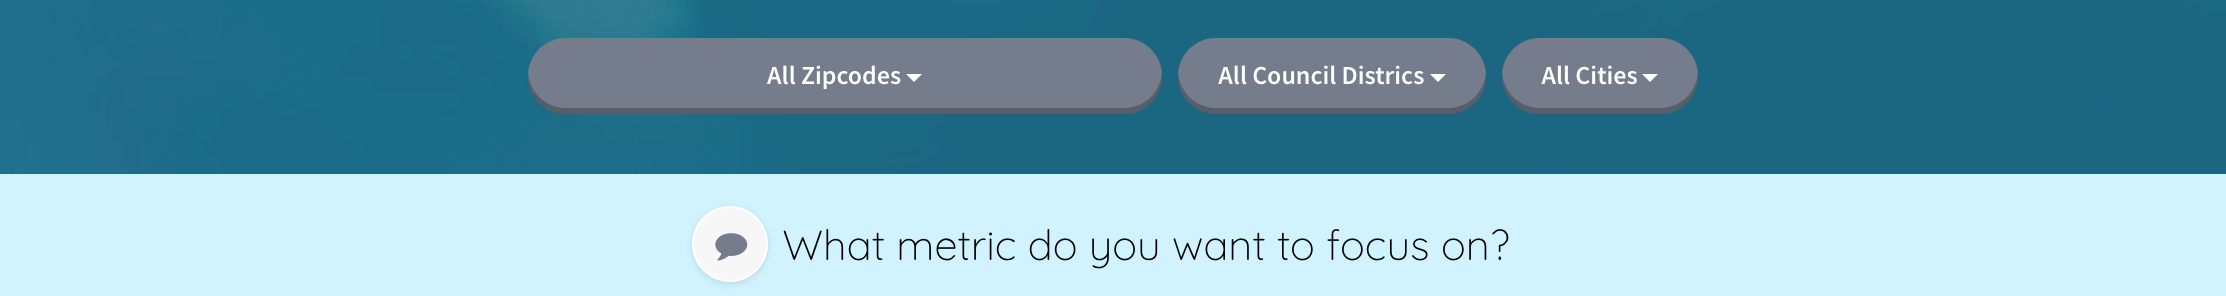 All Zipcodes
All Council Districs
All Cities
What metric do you want to focus on?